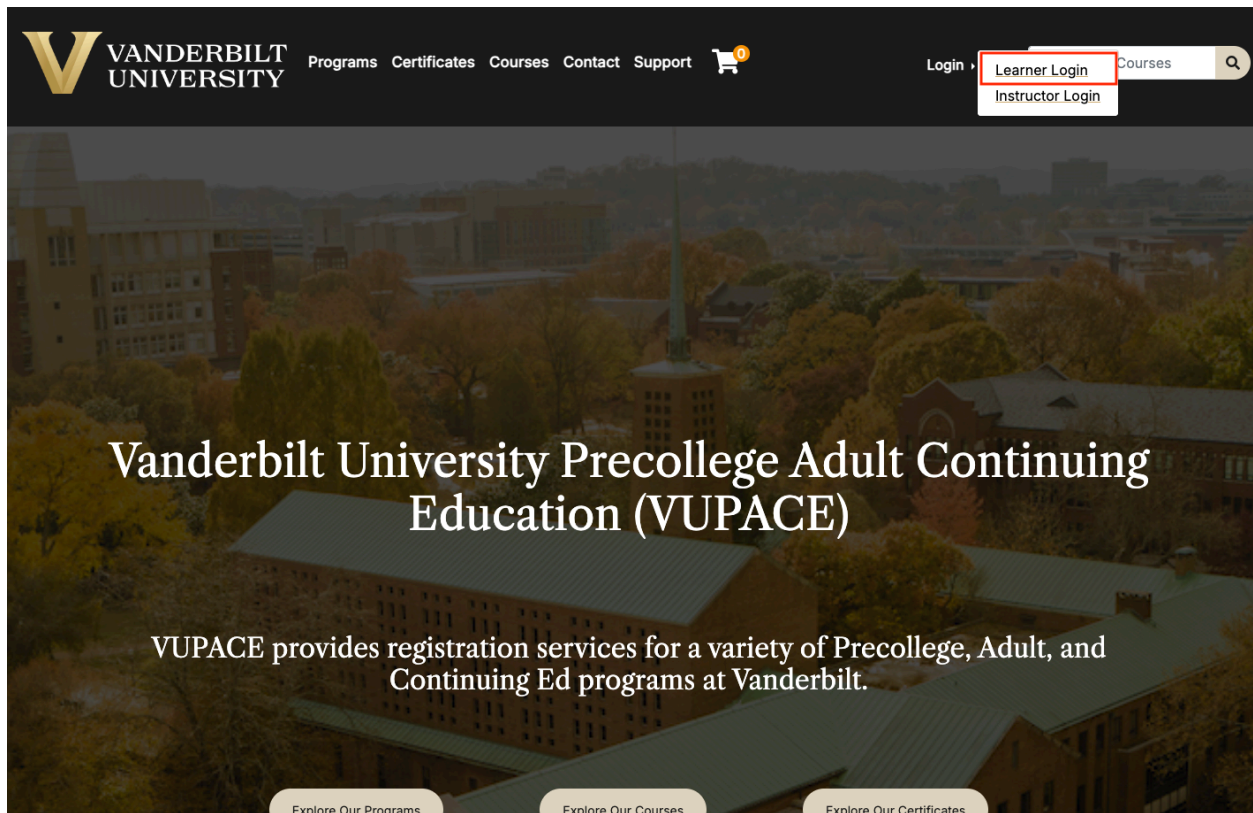 VANDERBILT
UNIVERSITY
Programs Certificates Courses Contact Support 0
Login
Learner Login
Instructor Login
Courses
Vanderbilt University Precollege Adult Continuing
Education (VUPACE)
VUPACE provides registration services for a variety of Precollege, Adult, and
Continuing Ed programs at Vanderbilt.
Explore Our Programs
Explore Our Courses
Explore Our Certificates